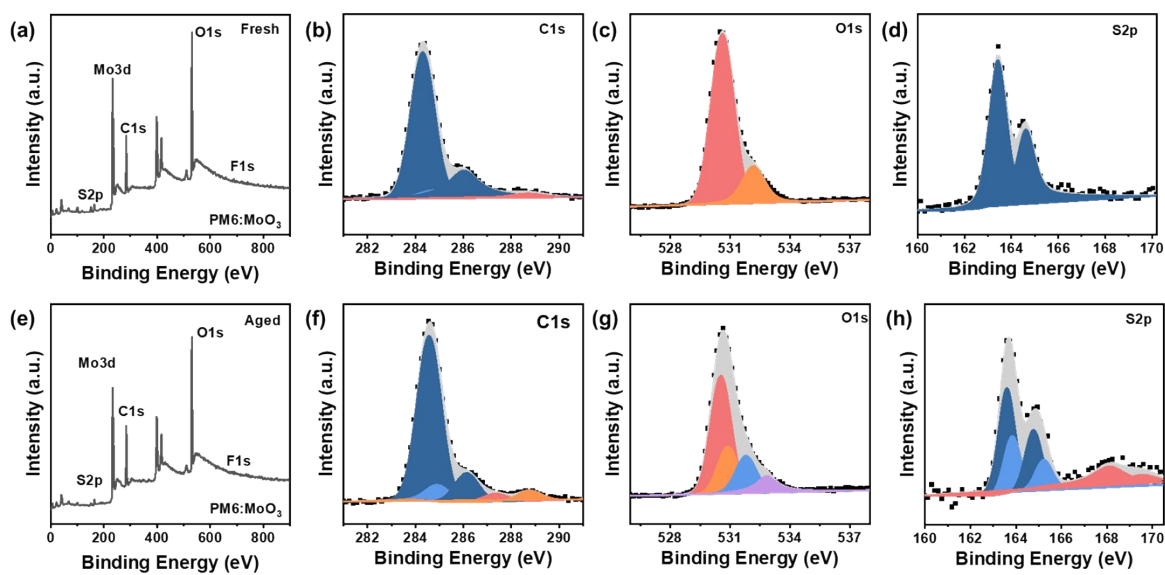 (a)
Fresh
O1s
Mo3d
C1s
F1s
S2p
PM6:MoO₃
Intensity (a.u.)
0 200 400 600 800
Binding Energy (eV)
(b)
C1s
Intensity (a.u.)
282 284 286 288 290
Binding Energy (eV)
(c)
O1s
Intensity (a.u.)
528 531 534 537
Binding Energy (eV)
(d)
S2p
Intensity (a.u.)
160 162 164 166 168 170
Binding Energy (eV)
(e)
Aged
O1s
Mo3d
C1s
F1s
S2p
PM6:MoO₃
Intensity (a.u.)
0 200 400 600 800
Binding Energy (eV)
(f)
C1s
Intensity (a.u.)
282 284 286 288 290
Binding Energy (eV)
(g)
O1s
Intensity (a.u.)
528 531 534 537
Binding Energy (eV)
(h)
S2p
Intensity (a.u.)
160 162 164 166 168 170
Binding Energy (eV)